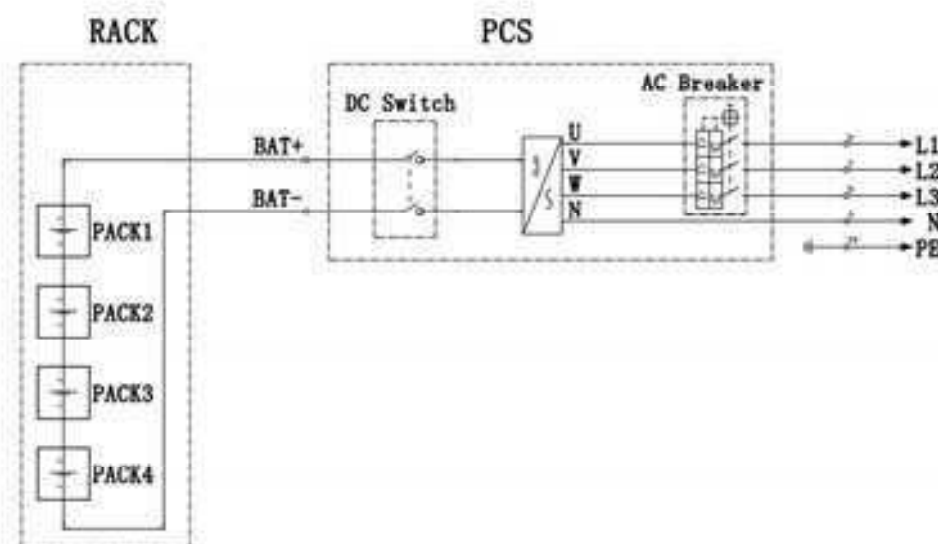 RACK
PCS
DC Switch
AC Breaker
BAT+
BAT-
U
V
W
N
L1
L2
L3
N
PE
PACK1
PACK2
PACK3
PACK4